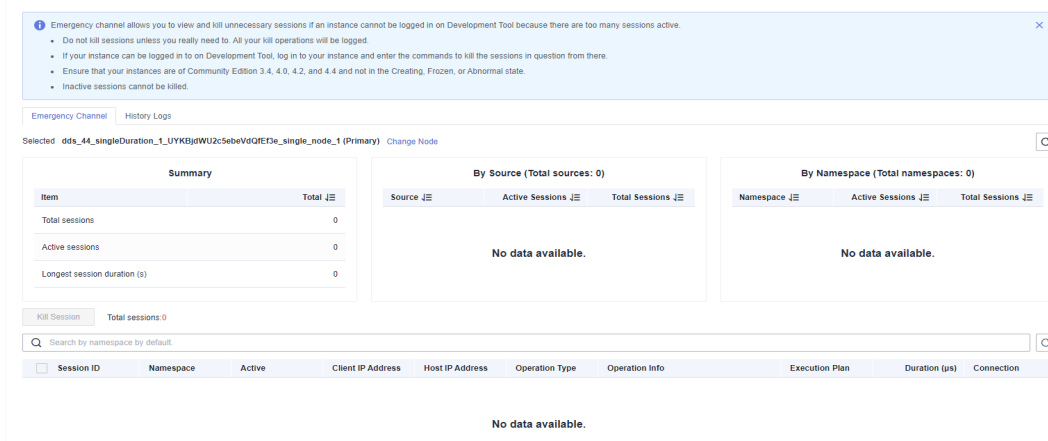 Emergency channel allows you to view and kill unnecessary sessions if an instance cannot be logged in on Development Tool because there are too many sessions active.
Do not kill sessions unless you really need to. All your kill operations will be logged.
If your instance can be logged in to on Development Tool, log in to your instance and enter the commands to kill the sessions in question from there.
Ensure that your instances are of Community Edition 3.4, 4.0, 4.2, and 4.4 and not in the Creating, Frozen, or Abnormal state.
Inactive sessions cannot be killed.
Emergency Channel History Logs
Selected dds_44_singleDuration_1_UYKBjdWU2c5ebeVdQfEf3e_single_node_1 (Primary) Change Node
Summary
Item Total
Total sessions 0
Active sessions 0
Longest session duration (s) 0
By Source (Total sources: 0)
Source Active Sessions Total Sessions
No data available.
By Namespace (Total namespaces: 0)
Namespace Active Sessions Total Sessions
No data available.
Kill Session Total sessions:0
Search by namespace by default.
Session ID Namespace Active Client IP Address Host IP Address Operation Type Operation Info Execution Plan Duration (μs) Connection
No data available.